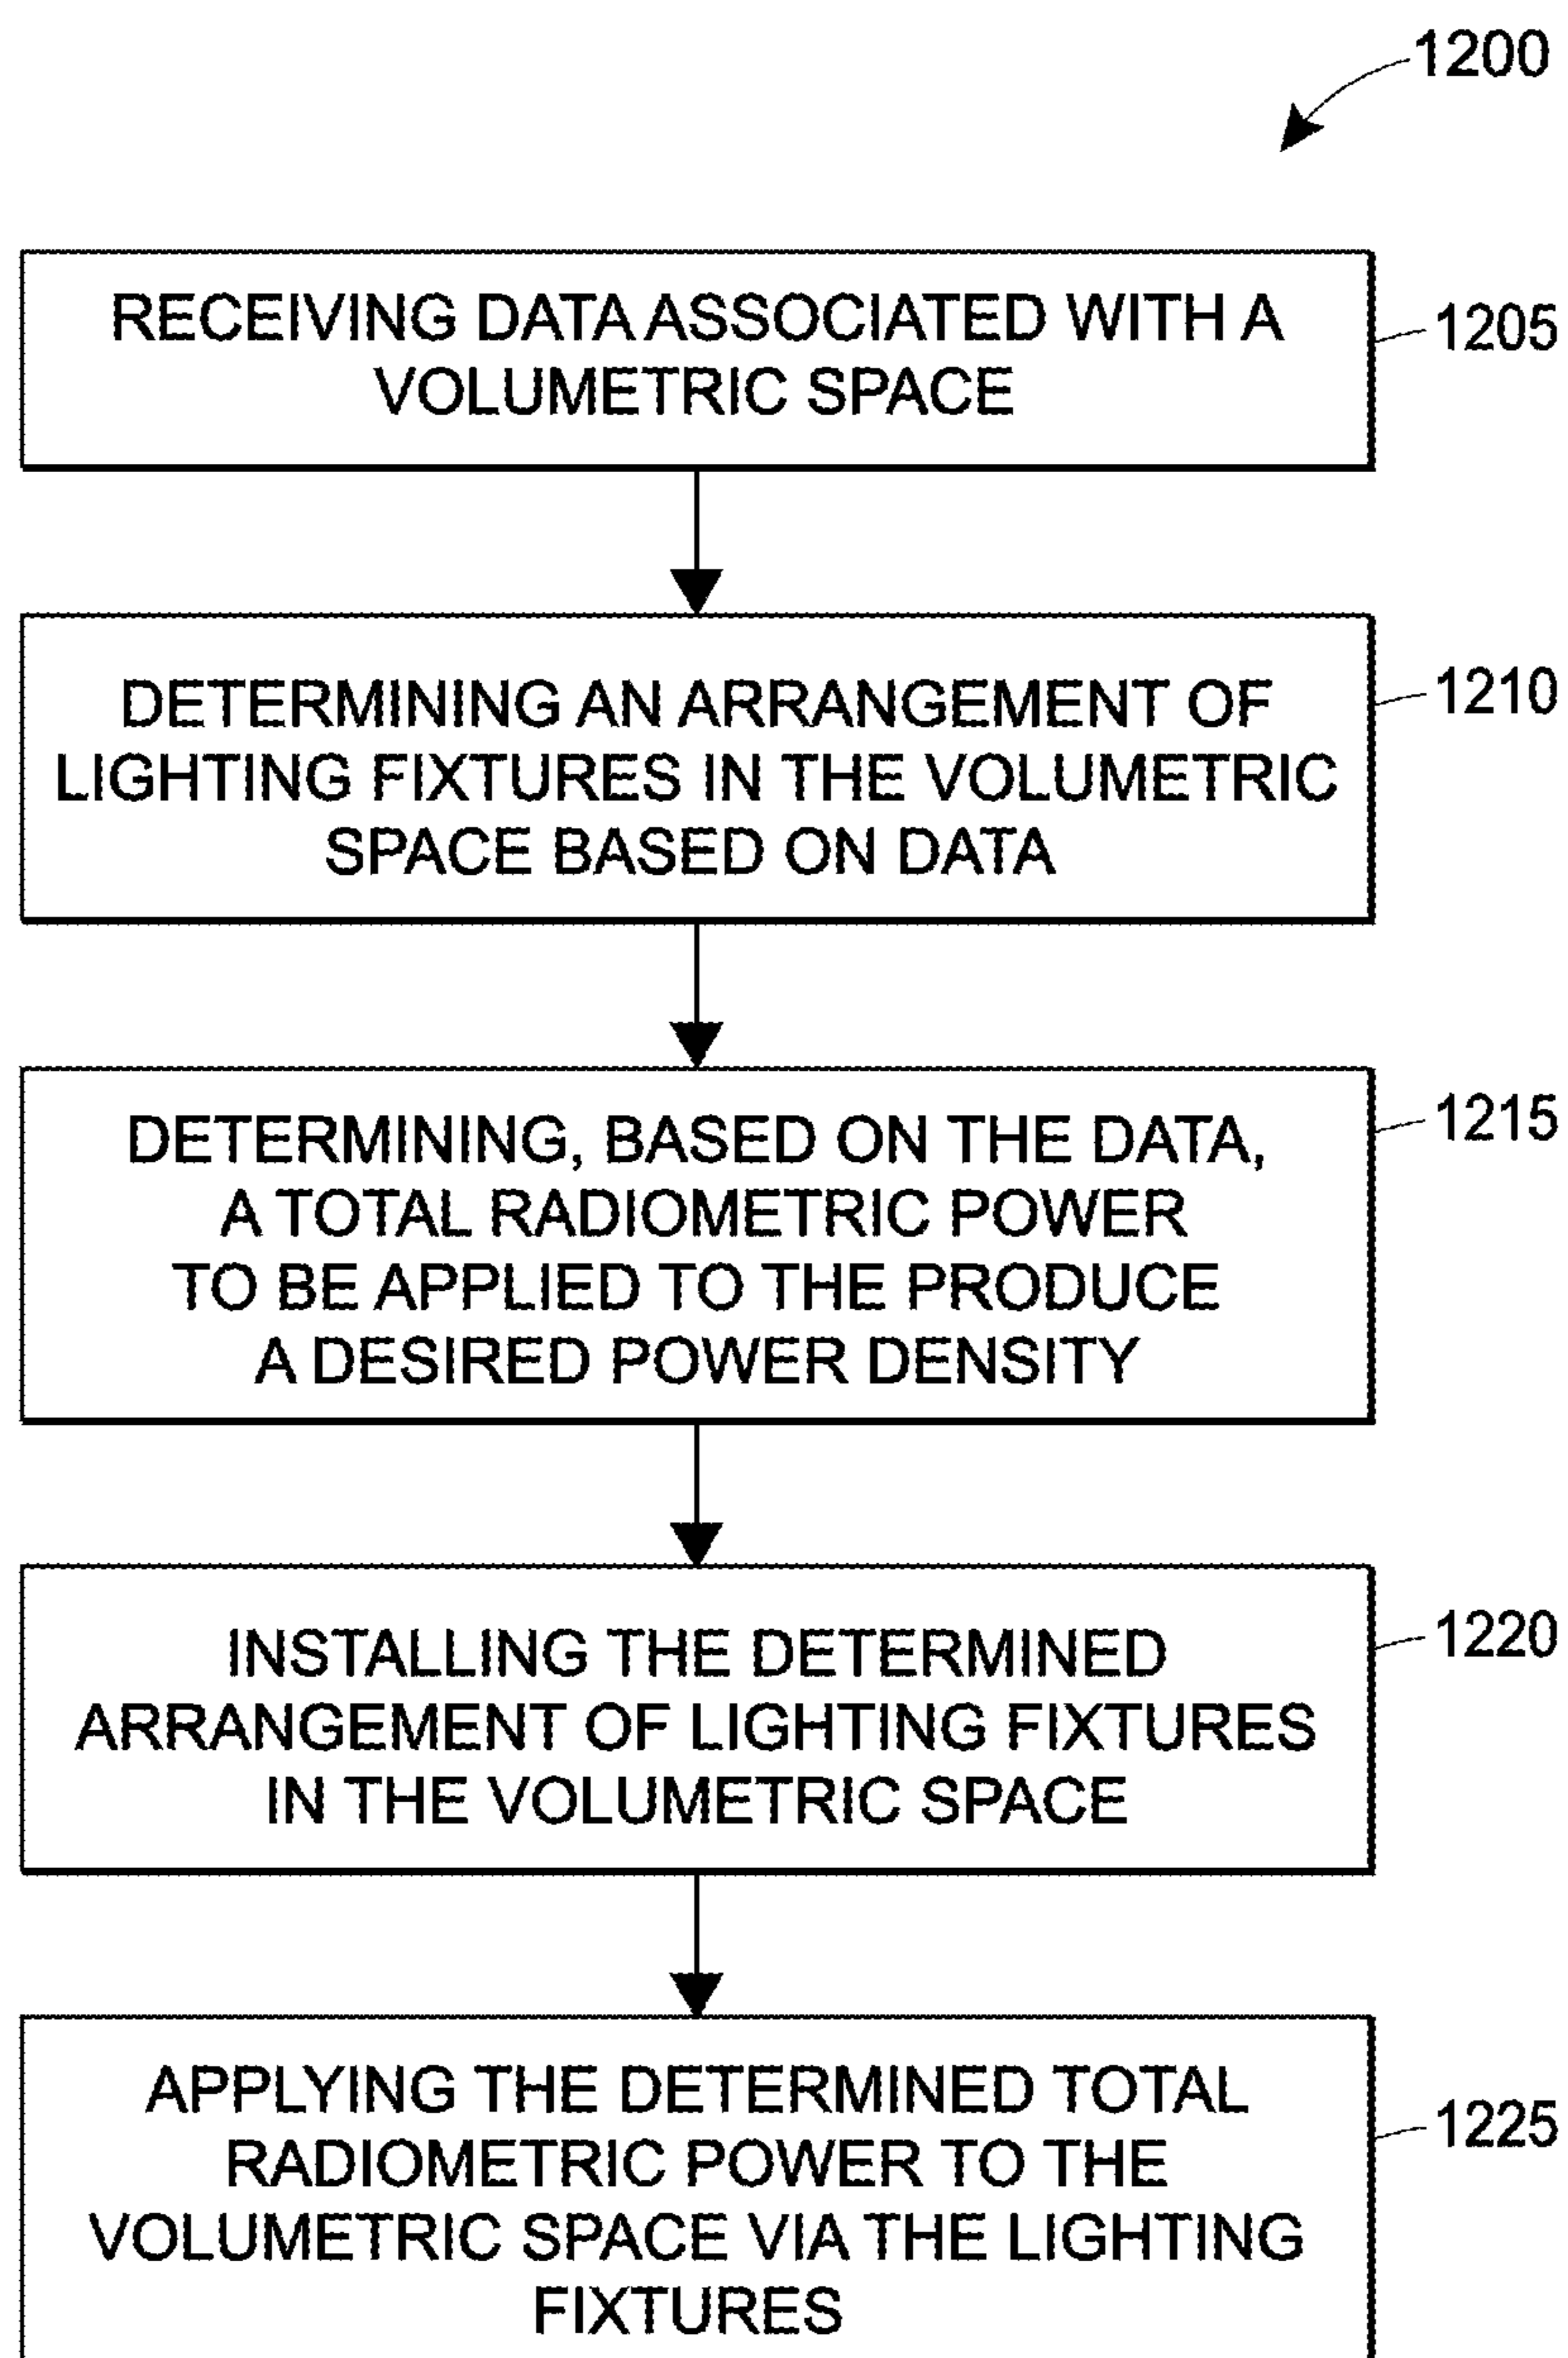 1200
RECEIVING DATA ASSOCIATED WITH A
VOLUMETRIC SPACE
1205
DETERMINING AN ARRANGEMENT OF
LIGHTING FIXTURES IN THE VOLUMETRIC
SPACE BASED ON DATA
1210
DETERMINING, BASED ON THE DATA,
A TOTAL RADIOMETRIC POWER
TO BE APPLIED TO THE PRODUCE
A DESIRED POWER DENSITY
1215
INSTALLING THE DETERMINED
ARRANGEMENT OF LIGHTING FIXTURES
IN THE VOLUMETRIC SPACE
1220
APPLYING THE DETERMINED TOTAL
RADIOMETRIC POWER TO THE
VOLUMETRIC SPACE VIA THE LIGHTING
FIXTURES
1225